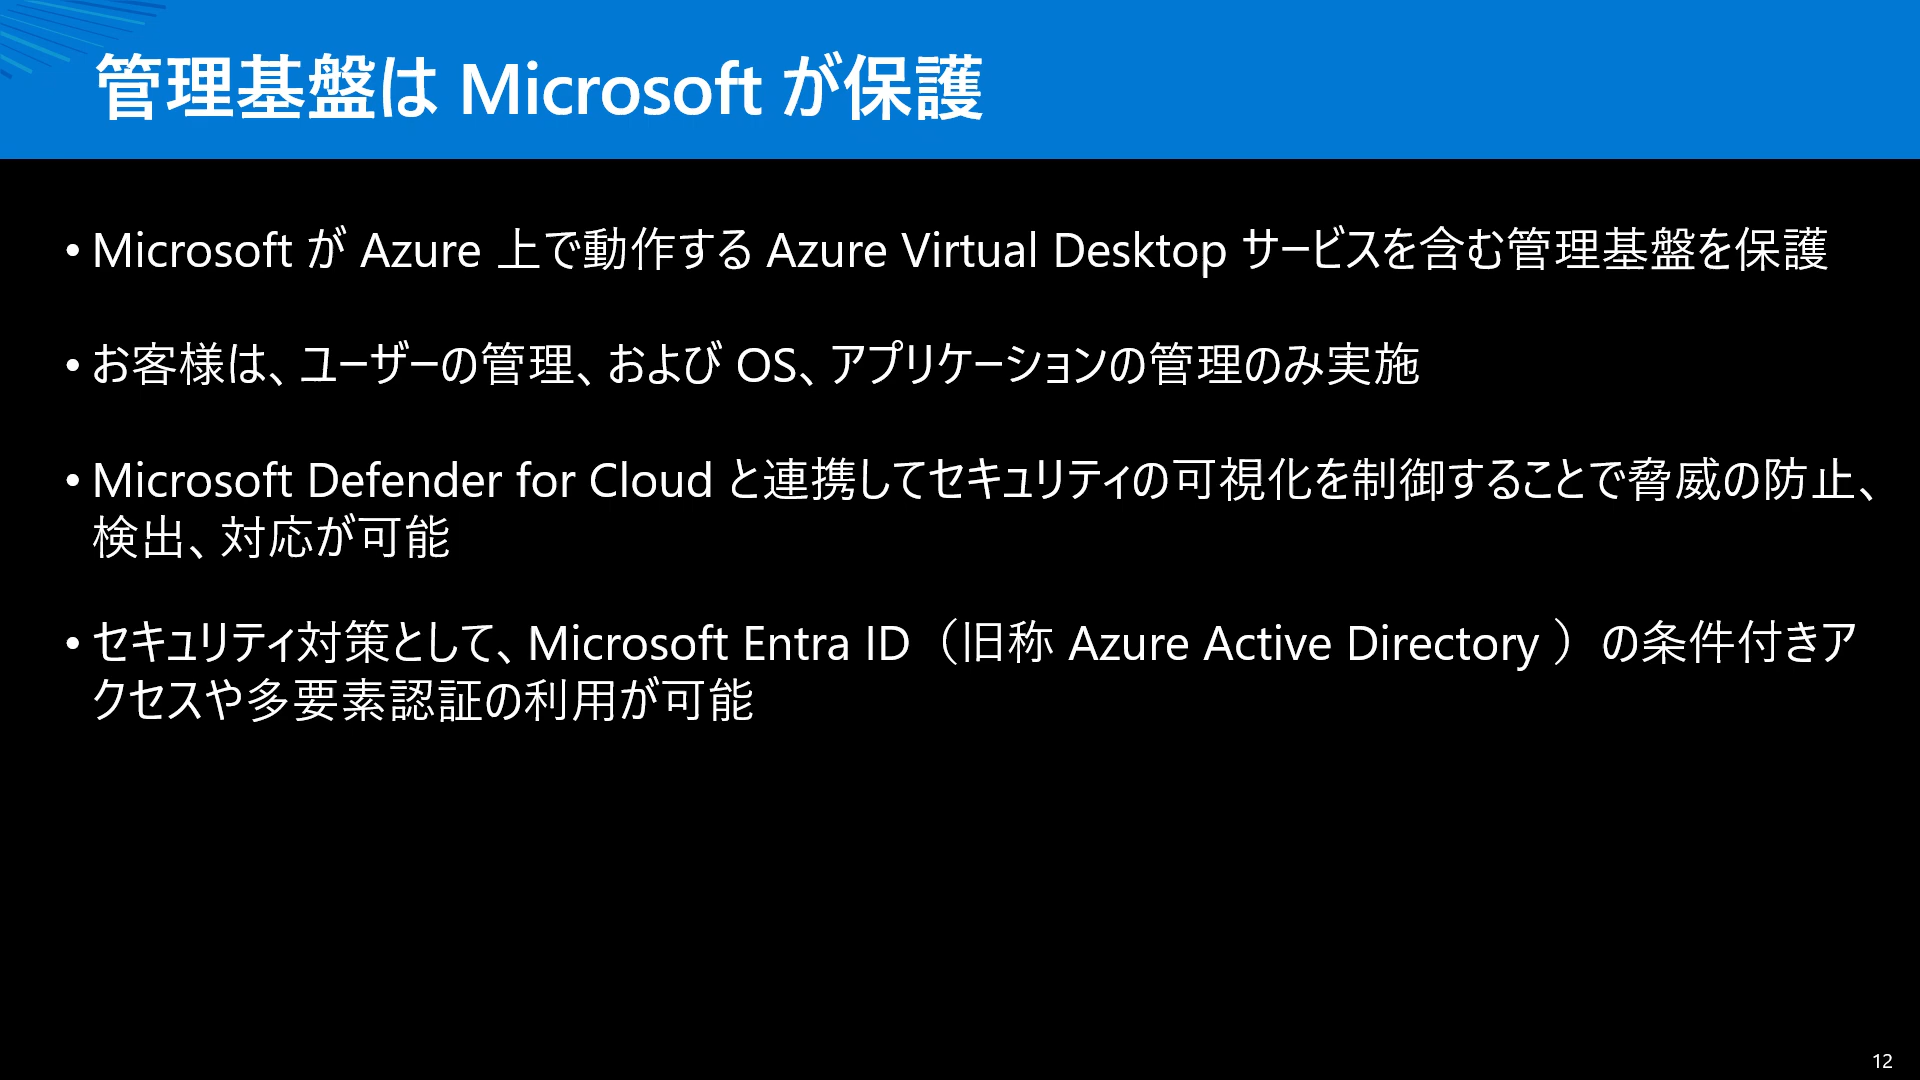 管理基盤は Microsoft が保護
• Microsoft が Azure 上で動作する Azure Virtual Desktop サービスを含む管理基盤を保護
• お客様は、ユーザーの管理、および OS、アプリケーションの管理のみ実施
• Microsoft Defender for Cloud と連携してセキュリティの可視化を制御することで脅威の防止、
検出、対応が可能
• セキュリティ対策として、Microsoft Entra ID（旧称 Azure Active Directory ）の条件付きア
クセスや多要素認証の利用が可能
12